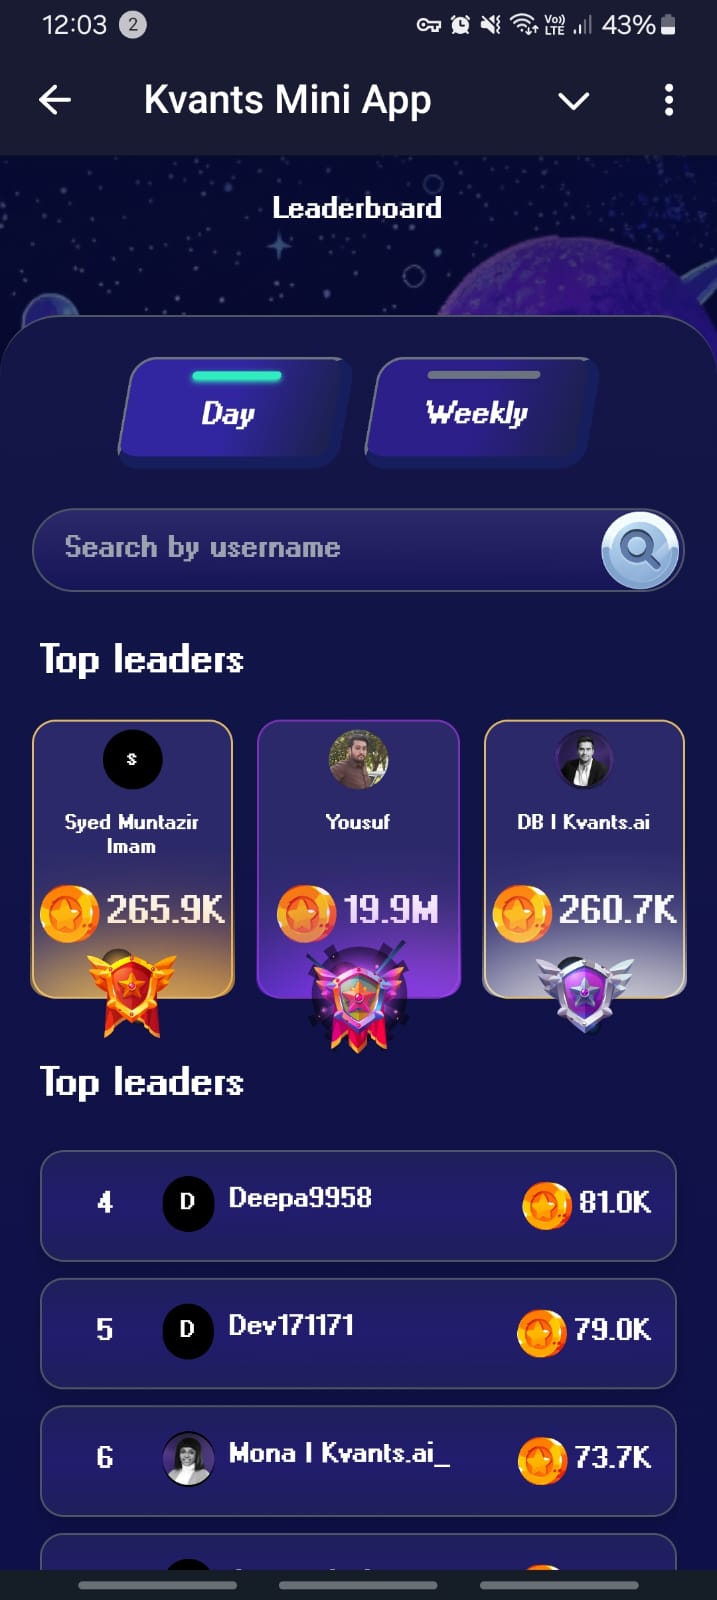 12:03 2 Vo)) LTE 43%
Kvants Mini App
Leaderboard
Day
Weekly
Search by username
Top leaders
S
Syed Muntazir
Imam
265.9K
Yousuf
19.9M
DB | Kvants.ai
260.7K
Top leaders
4 D Deepa9958 81.0K
5 D Dev171171 79.0K
6 Mona | Kvants.ai_ 73.7K